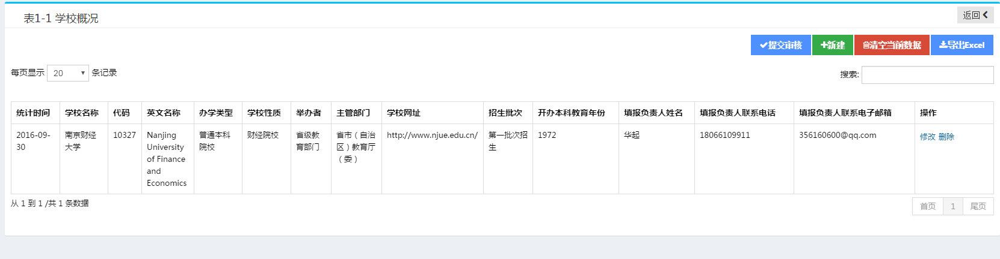 表1-1 学校概况
返回
提交审核 新建 清空当前数据 导出Excel
每页显示 20 条记录
搜索:
统计时间 学校名称 代码 英文名称 办学类型 学校性质 举办者 主管部门 学校网址 招生批次 开办本科教育年份 填报负责人姓名 填报负责人联系电话 填报负责人联系电子邮箱 操作
2016-09-30 南京财经大学 10327 Nanjing University of Finance and Economics 普通本科院校 财经院校 省级教育部门 省市（自治区）教育厅（委） http://www.njue.edu.cn/ 第一批次招生 1972 华起 18066109911 356160600@qq.com 修改 删除
从 1 到 1 /共 1 条数据
首页 1 尾页